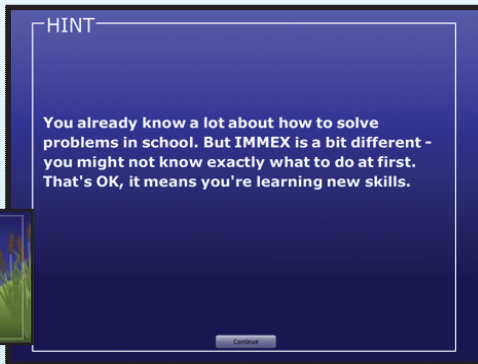 HINT
You already know a lot about how to solve
problems in school. But IMMEX is a bit different -
you might not know exactly what to do at first.
That's OK, it means you're learning new skills.
Continue